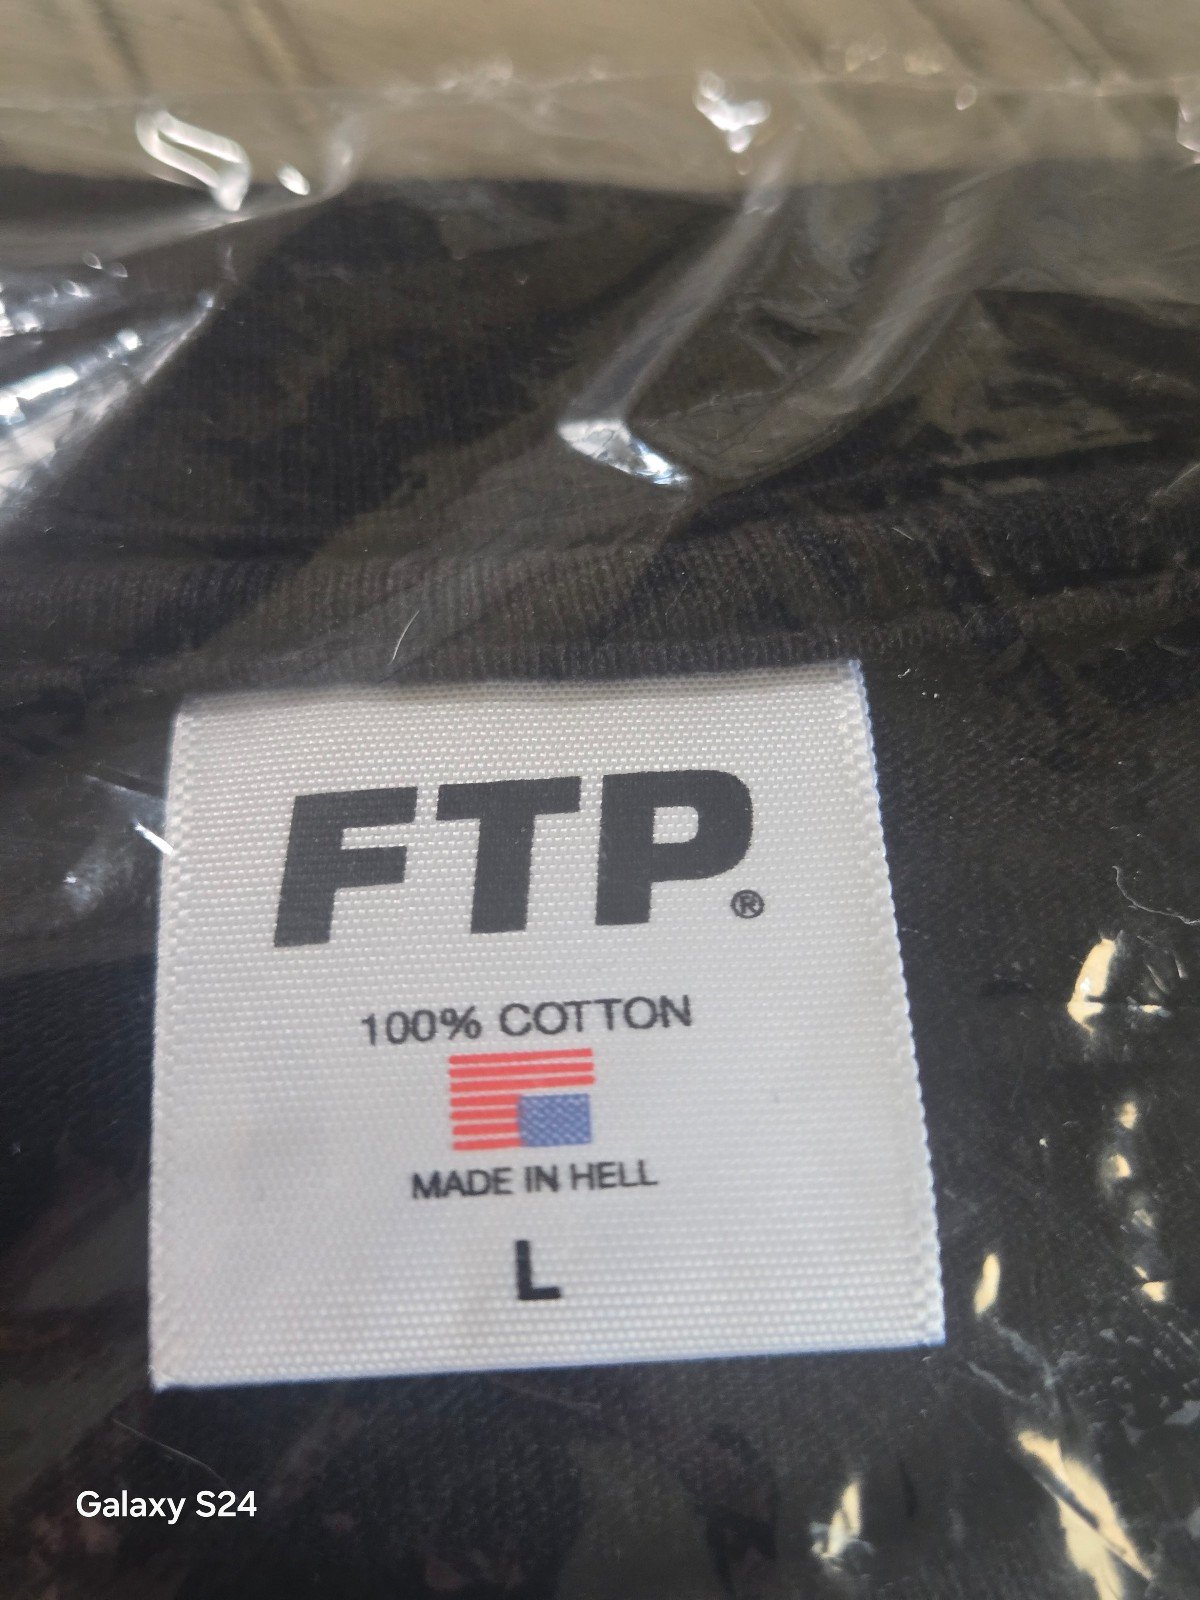 FTP®
100% COTTON
MADE IN HELL
L
Galaxy S24